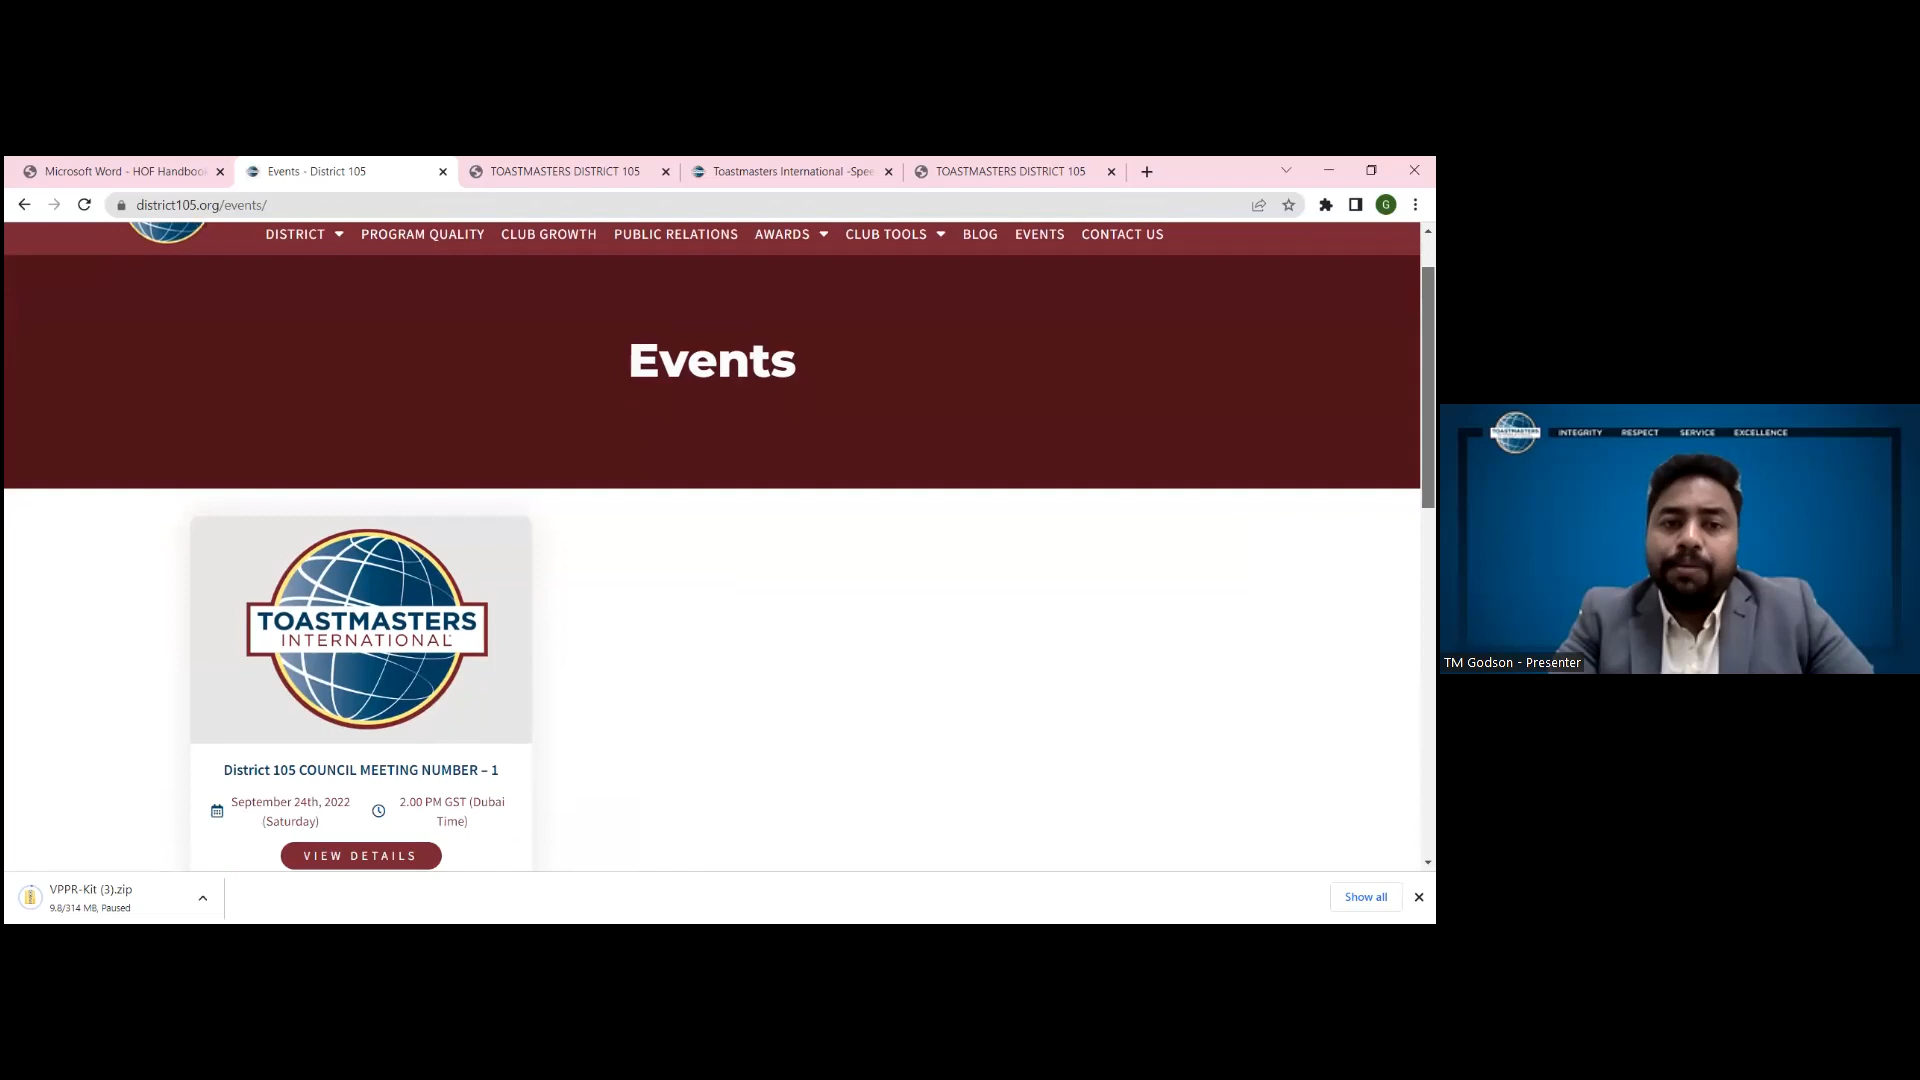 Microsoft Word - HOF Handboo
Events - District 105
TOASTMASTERS DISTRICT 105
Toastmasters International -Spee
TOASTMASTERS DISTRICT 105
district105.org/events/
G
DISTRICT
PROGRAM QUALITY
CLUB GROWTH
PUBLIC RELATIONS
AWARDS
CLUB TOOLS
BLOG
EVENTS
CONTACT US
Events
TOASTMASTERS
INTERNATIONAL
District 105 COUNCIL MEETING NUMBER – 1
September 24th, 2022
(Saturday)
2.00 PM GST (Dubai
Time)
VIEW DETAILS
VPPR-Kit (3).zip
9.8/314 MB, Paused
Show all
TOASTMASTERS
INTEGRITY RESPECT SERVICE EXCELLENCE
TM Godson - Presenter